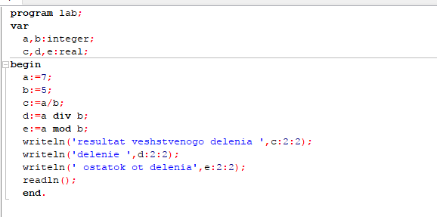 program lab;
var
a,b:integer;
c,d,e:real;
begin
a:=7;
b:=5;
c:=a/b;
d:=a div b;
e:=a mod b;
writeln('resultat veshstvenogo delenia ',c:2:2);
writeln('delenie ',d:2:2);
writeln(' ostatok ot delenia',e:2:2);
readln();
end.